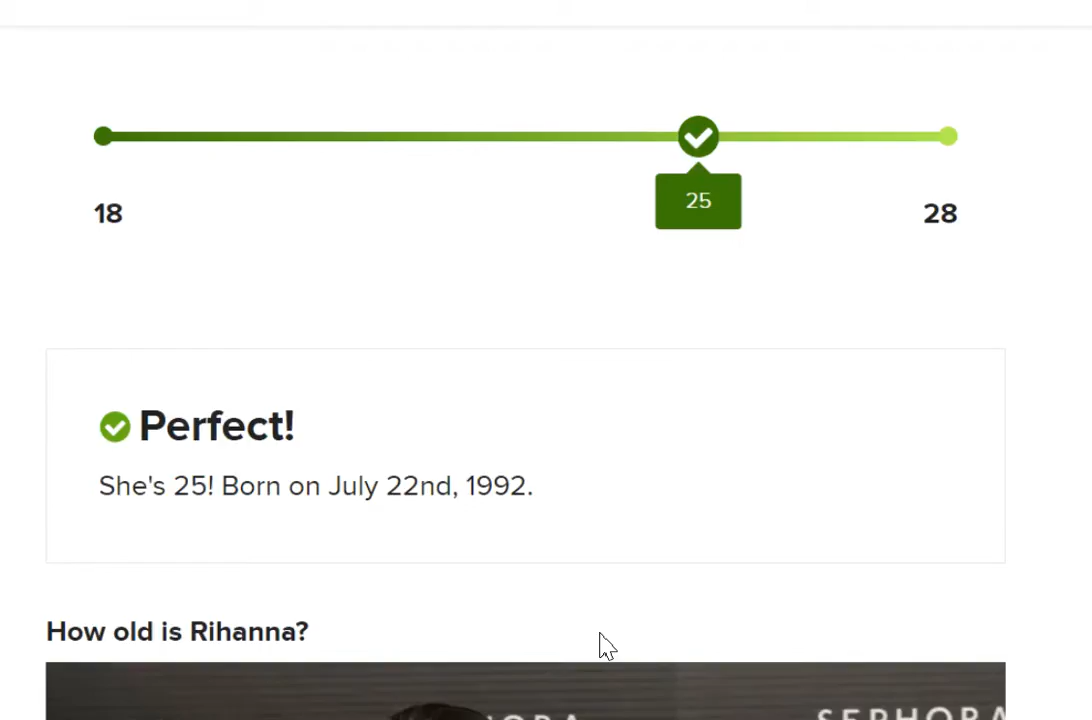 18
25
28
Perfect!
She's 25! Born on July 22nd, 1992.
How old is Rihanna?
SEPHORA